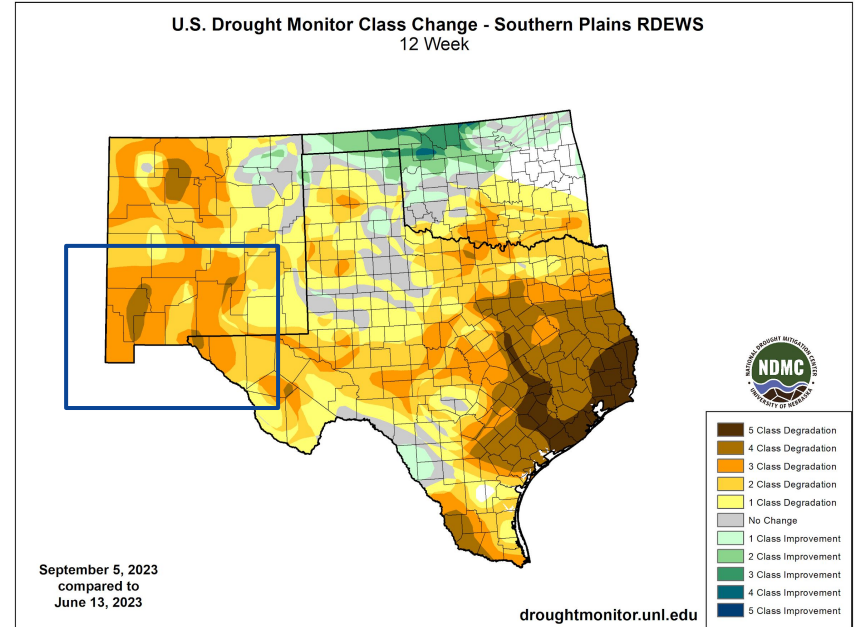 U.S. Drought Monitor Class Change - Southern Plains RDEWS
12 Week
NATIONAL DROUGHT MITIGATION CENTER
NDMC
UNIVERSITY OF NEBRASKA
5 Class Degradation
4 Class Degradation
3 Class Degradation
2 Class Degradation
1 Class Degradation
No Change
1 Class Improvement
2 Class Improvement
3 Class Improvement
4 Class Improvement
5 Class Improvement
September 5, 2023
compared to
June 13, 2023
droughtmonitor.unl.edu